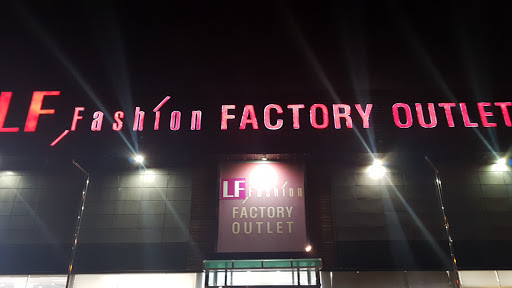 LF Fashion FACTORY OUTLET
LF Fashion
FACTORY
OUTLET